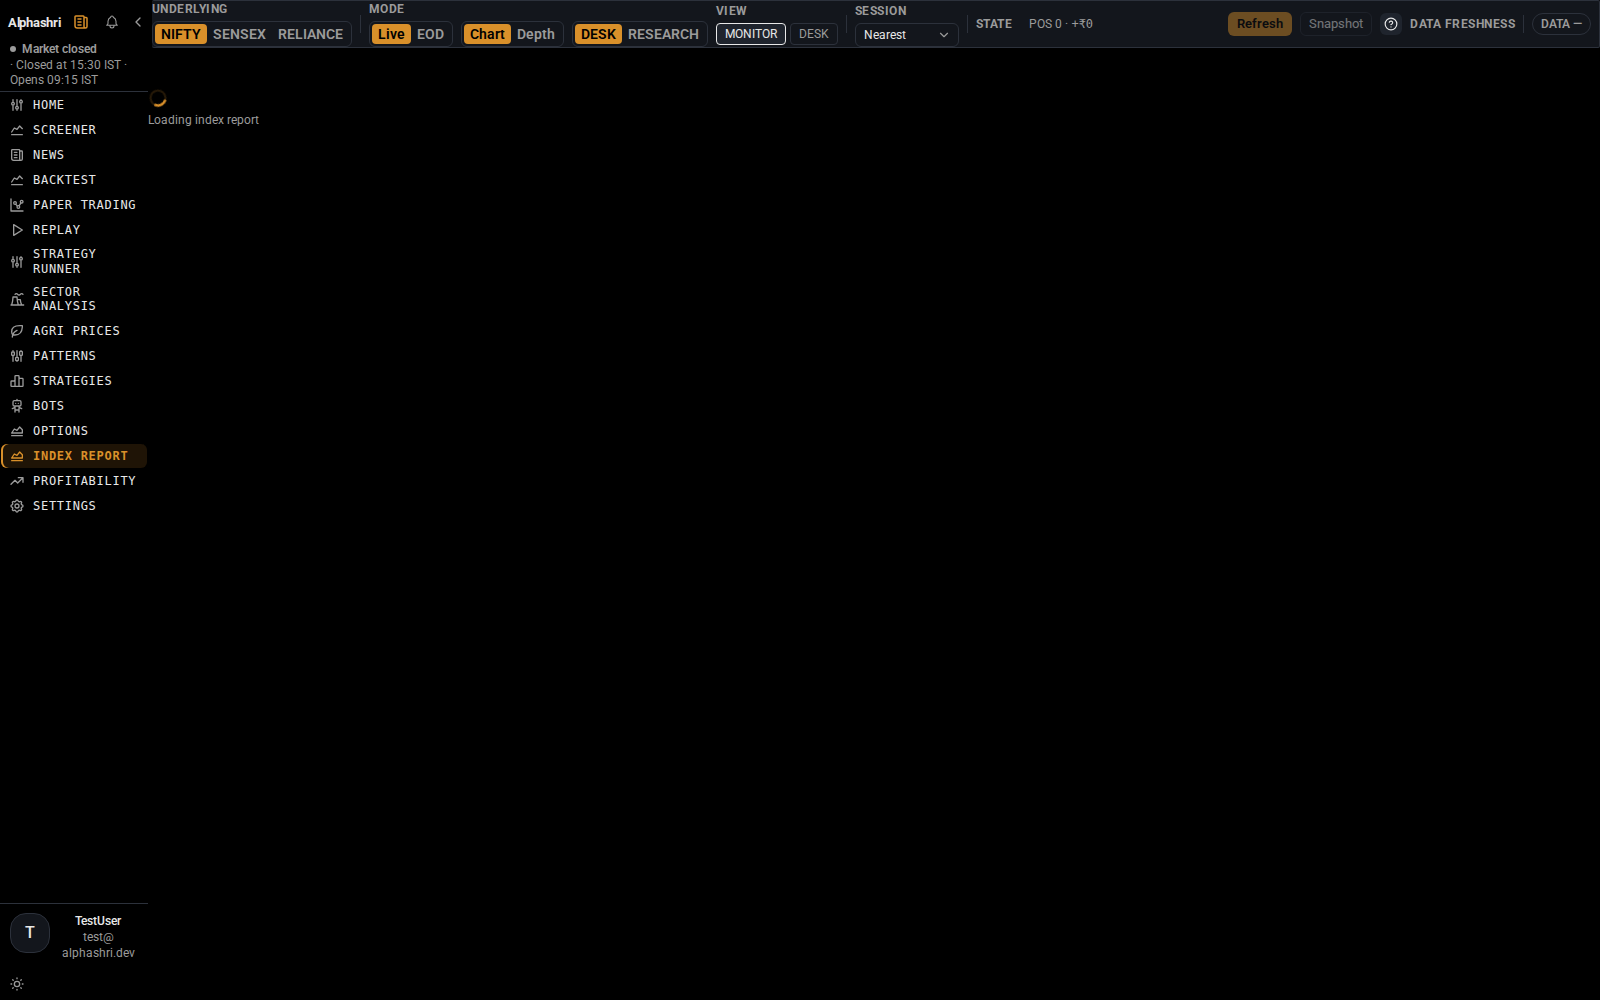 Alphashri
Market closed
· Closed at 15:30 IST ·
Opens 09:15 IST
HOME
SCREENER
NEWS
BACKTEST
PAPER TRADING
REPLAY
STRATEGY
RUNNER
SECTOR
ANALYSIS
AGRI PRICES
PATTERNS
STRATEGIES
BOTS
OPTIONS
INDEX REPORT
PROFITABILITY
SETTINGS
T
TestUser
test@
alphashri.dev
UNDERLYING
NIFTY SENSEX RELIANCE
MODE
Live EOD
Chart Depth
DESK RESEARCH
VIEW
MONITOR DESK
SESSION
Nearest
STATE POS 0 · +₹0
Refresh Snapshot DATA FRESHNESS DATA —
Loading index report